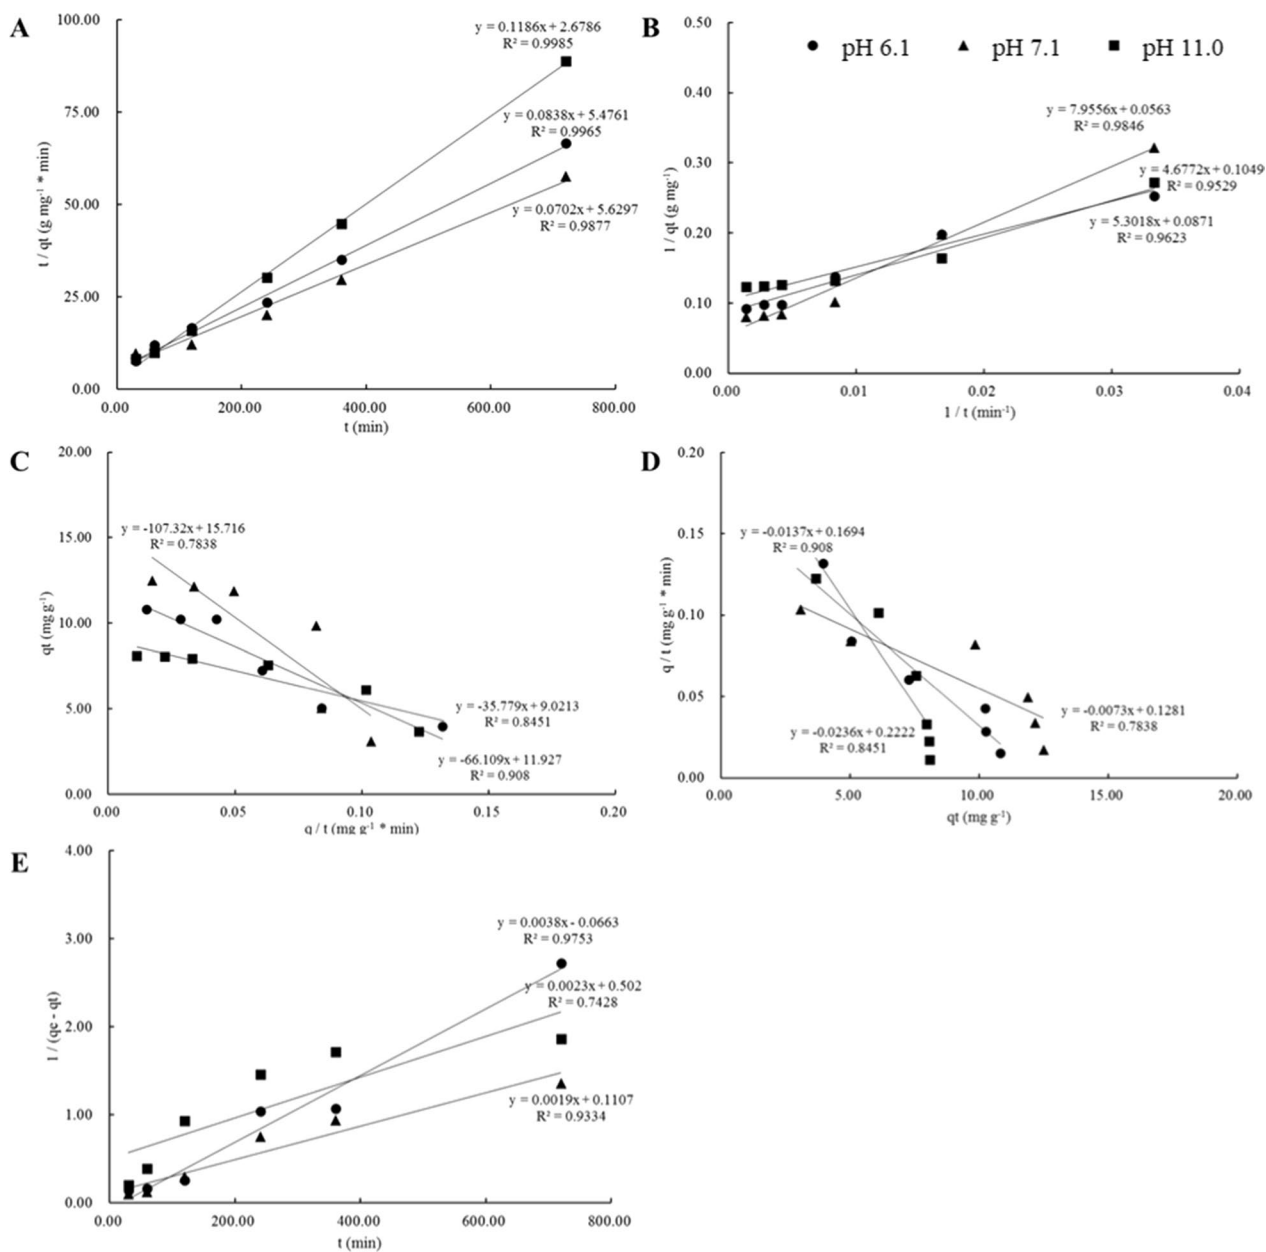 A
100.00
75.00
50.00
25.00
0.00
0.00 200.00 400.00 600.00 800.00
t (min)
t / qt (g mg⁻¹ * min)
y = 0.1186x + 2.6786
R² = 0.9985
y = 0.0838x + 5.4761
R² = 0.9965
y = 0.0702x + 5.6297
R² = 0.9877
B
pH 6.1 pH 7.1 pH 11.0
0.50
0.40
0.30
0.20
0.10
0.00
0.00 0.01 0.02 0.03 0.04
1 / t (min⁻¹)
1 / qt (g mg⁻¹)
y = 7.9556x + 0.0563
R² = 0.9846
y = 4.6772x + 0.1049
R² = 0.9529
y = 5.3018x + 0.0871
R² = 0.9623
C
20.00
15.00
10.00
5.00
0.00
0.00 0.05 0.10 0.15 0.20
q / t (mg g⁻¹ * min)
qt (mg g⁻¹)
y = -107.32x + 15.716
R² = 0.7838
y = -35.779x + 9.0213
R² = 0.8451
y = -66.109x + 11.927
R² = 0.908
D
0.20
0.15
0.10
0.05
0.00
0.00 5.00 10.00 15.00 20.00
qt (mg g⁻¹)
q / t (mg g⁻¹ * min)
y = -0.0137x + 0.1694
R² = 0.908
y = -0.0073x + 0.1281
R² = 0.7838
y = -0.0236x + 0.2222
R² = 0.8451
E
4.00
3.00
2.00
1.00
0.00
0.00 200.00 400.00 600.00 800.00
t (min)
1 / (qc - qt)
y = 0.0038x - 0.0663
R² = 0.9753
y = 0.0023x + 0.502
R² = 0.7428
y = 0.0019x + 0.1107
R² = 0.9334